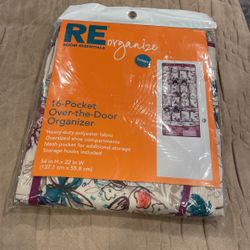 RE
ROOM ESSENTIALS
organize
16-Pocket
Over-the-Door
Organizer
Heavy-duty polyester fabric
Oversized shoe compartments
Mesh pocket for additional storage
Storage hooks included
54 in H x 22 in W
(137.1 cm x 55.8 cm)